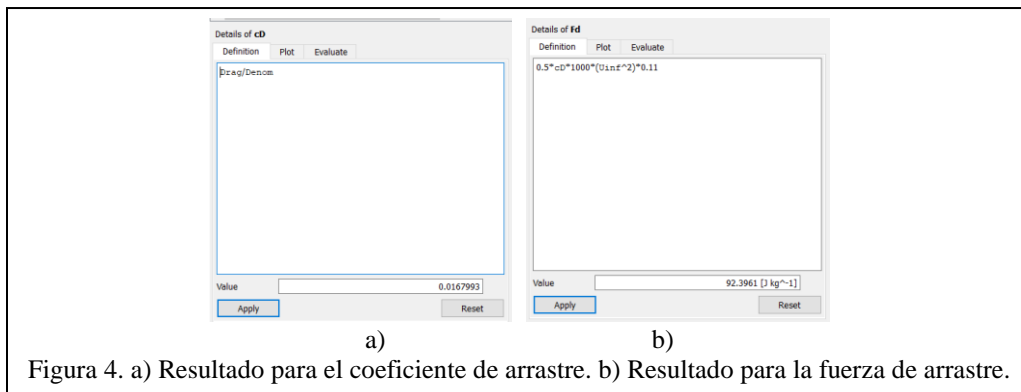 Details of cD
Definition Plot Evaluate
Drag/Denom
Value 0.0167993
Apply Reset
a)
Details of Fd
Definition Plot Evaluate
0.5*cD*1000*(Uinf^2)*0.11
Value 92.3961 [J kg^-1]
Apply Reset
b)
Figura 4. a) Resultado para el coeficiente de arrastre. b) Resultado para la fuerza de arrastre.